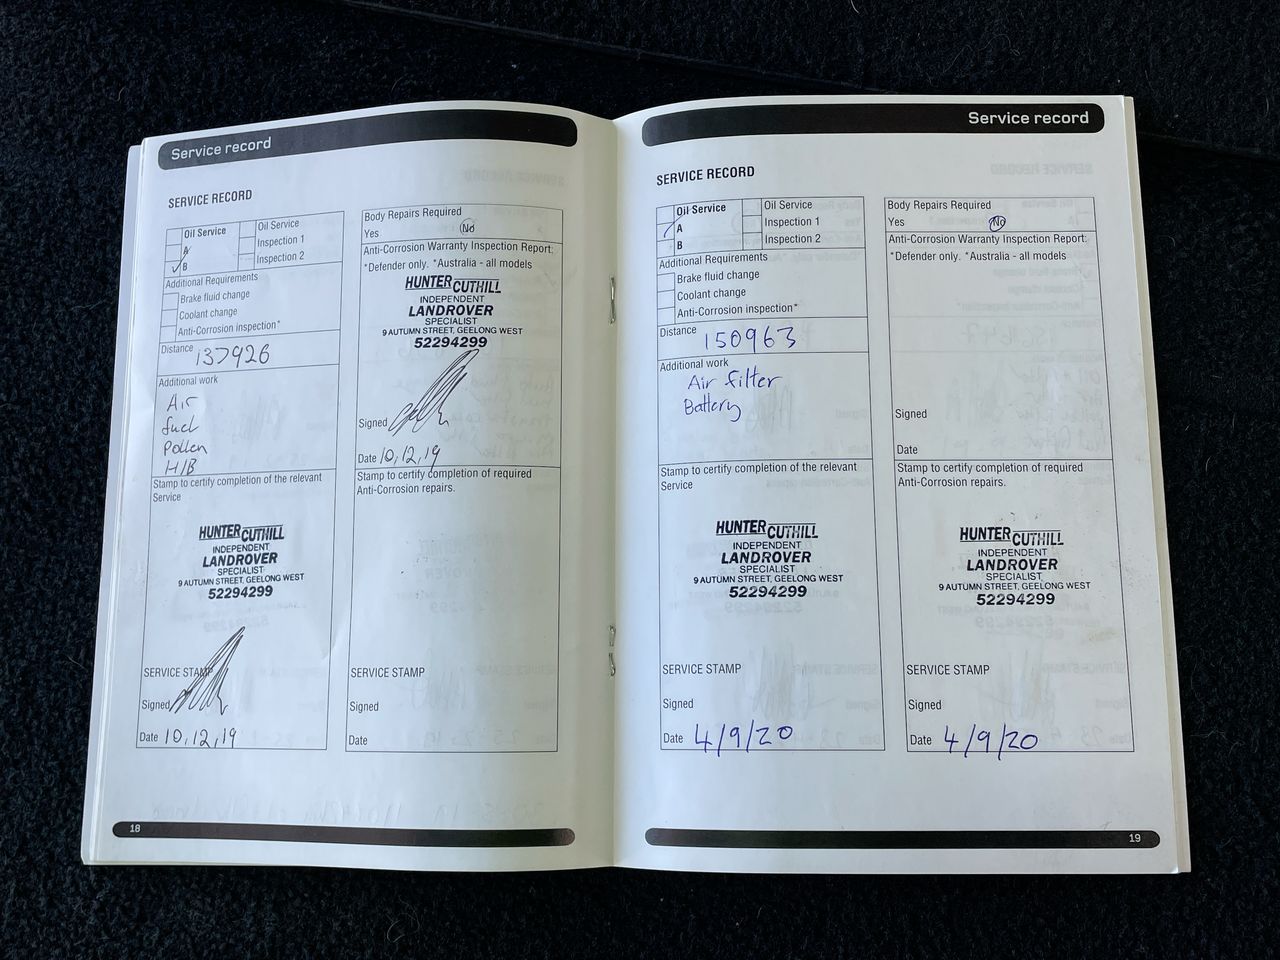 Service record
SERVICE RECORD
Oil Service
A
B
Oil Service
Inspection 1
Inspection 2
Additional Requirements
Brake fluid change
Coolant change
Anti-Corrosion inspection*
Distance 137926
Additional work
Air
fuel
Pollen
H/B
Stamp to certify completion of the relevant
Service
HUNTER CUTHILL
INDEPENDENT
LANDROVER
SPECIALIST
9 AUTUMN STREET, GEELONG WEST
52294299
SERVICE STAMP
Signed
Date 10,12,19
Body Repairs Required
Yes No
Anti-Corrosion Warranty Inspection Report:
*Defender only. *Australia - all models
HUNTER CUTHILL
INDEPENDENT
LANDROVER
SPECIALIST
9 AUTUMN STREET, GEELONG WEST
52294299
Signed
Date 10,12,19
Stamp to certify completion of required
Anti-Corrosion repairs.
SERVICE STAMP
Signed
Date
18
Service record
SERVICE RECORD
Oil Service
A
B
Oil Service
Inspection 1
Inspection 2
Additional Requirements
Brake fluid change
Coolant change
Anti-Corrosion inspection*
Distance 150963
Additional work
Air filter
Battery
Stamp to certify completion of the relevant
Service
HUNTER CUTHILL
INDEPENDENT
LANDROVER
SPECIALIST
9 AUTUMN STREET, GEELONG WEST
52294299
SERVICE STAMP
Signed
Date 4/9/20
Body Repairs Required
Yes No
Anti-Corrosion Warranty Inspection Report:
*Defender only. *Australia - all models
Signed
Date
Stamp to certify completion of required
Anti-Corrosion repairs.
HUNTER CUTHILL
INDEPENDENT
LANDROVER
SPECIALIST
9 AUTUMN STREET, GEELONG WEST
52294299
SERVICE STAMP
Signed
Date 4/9/20
19